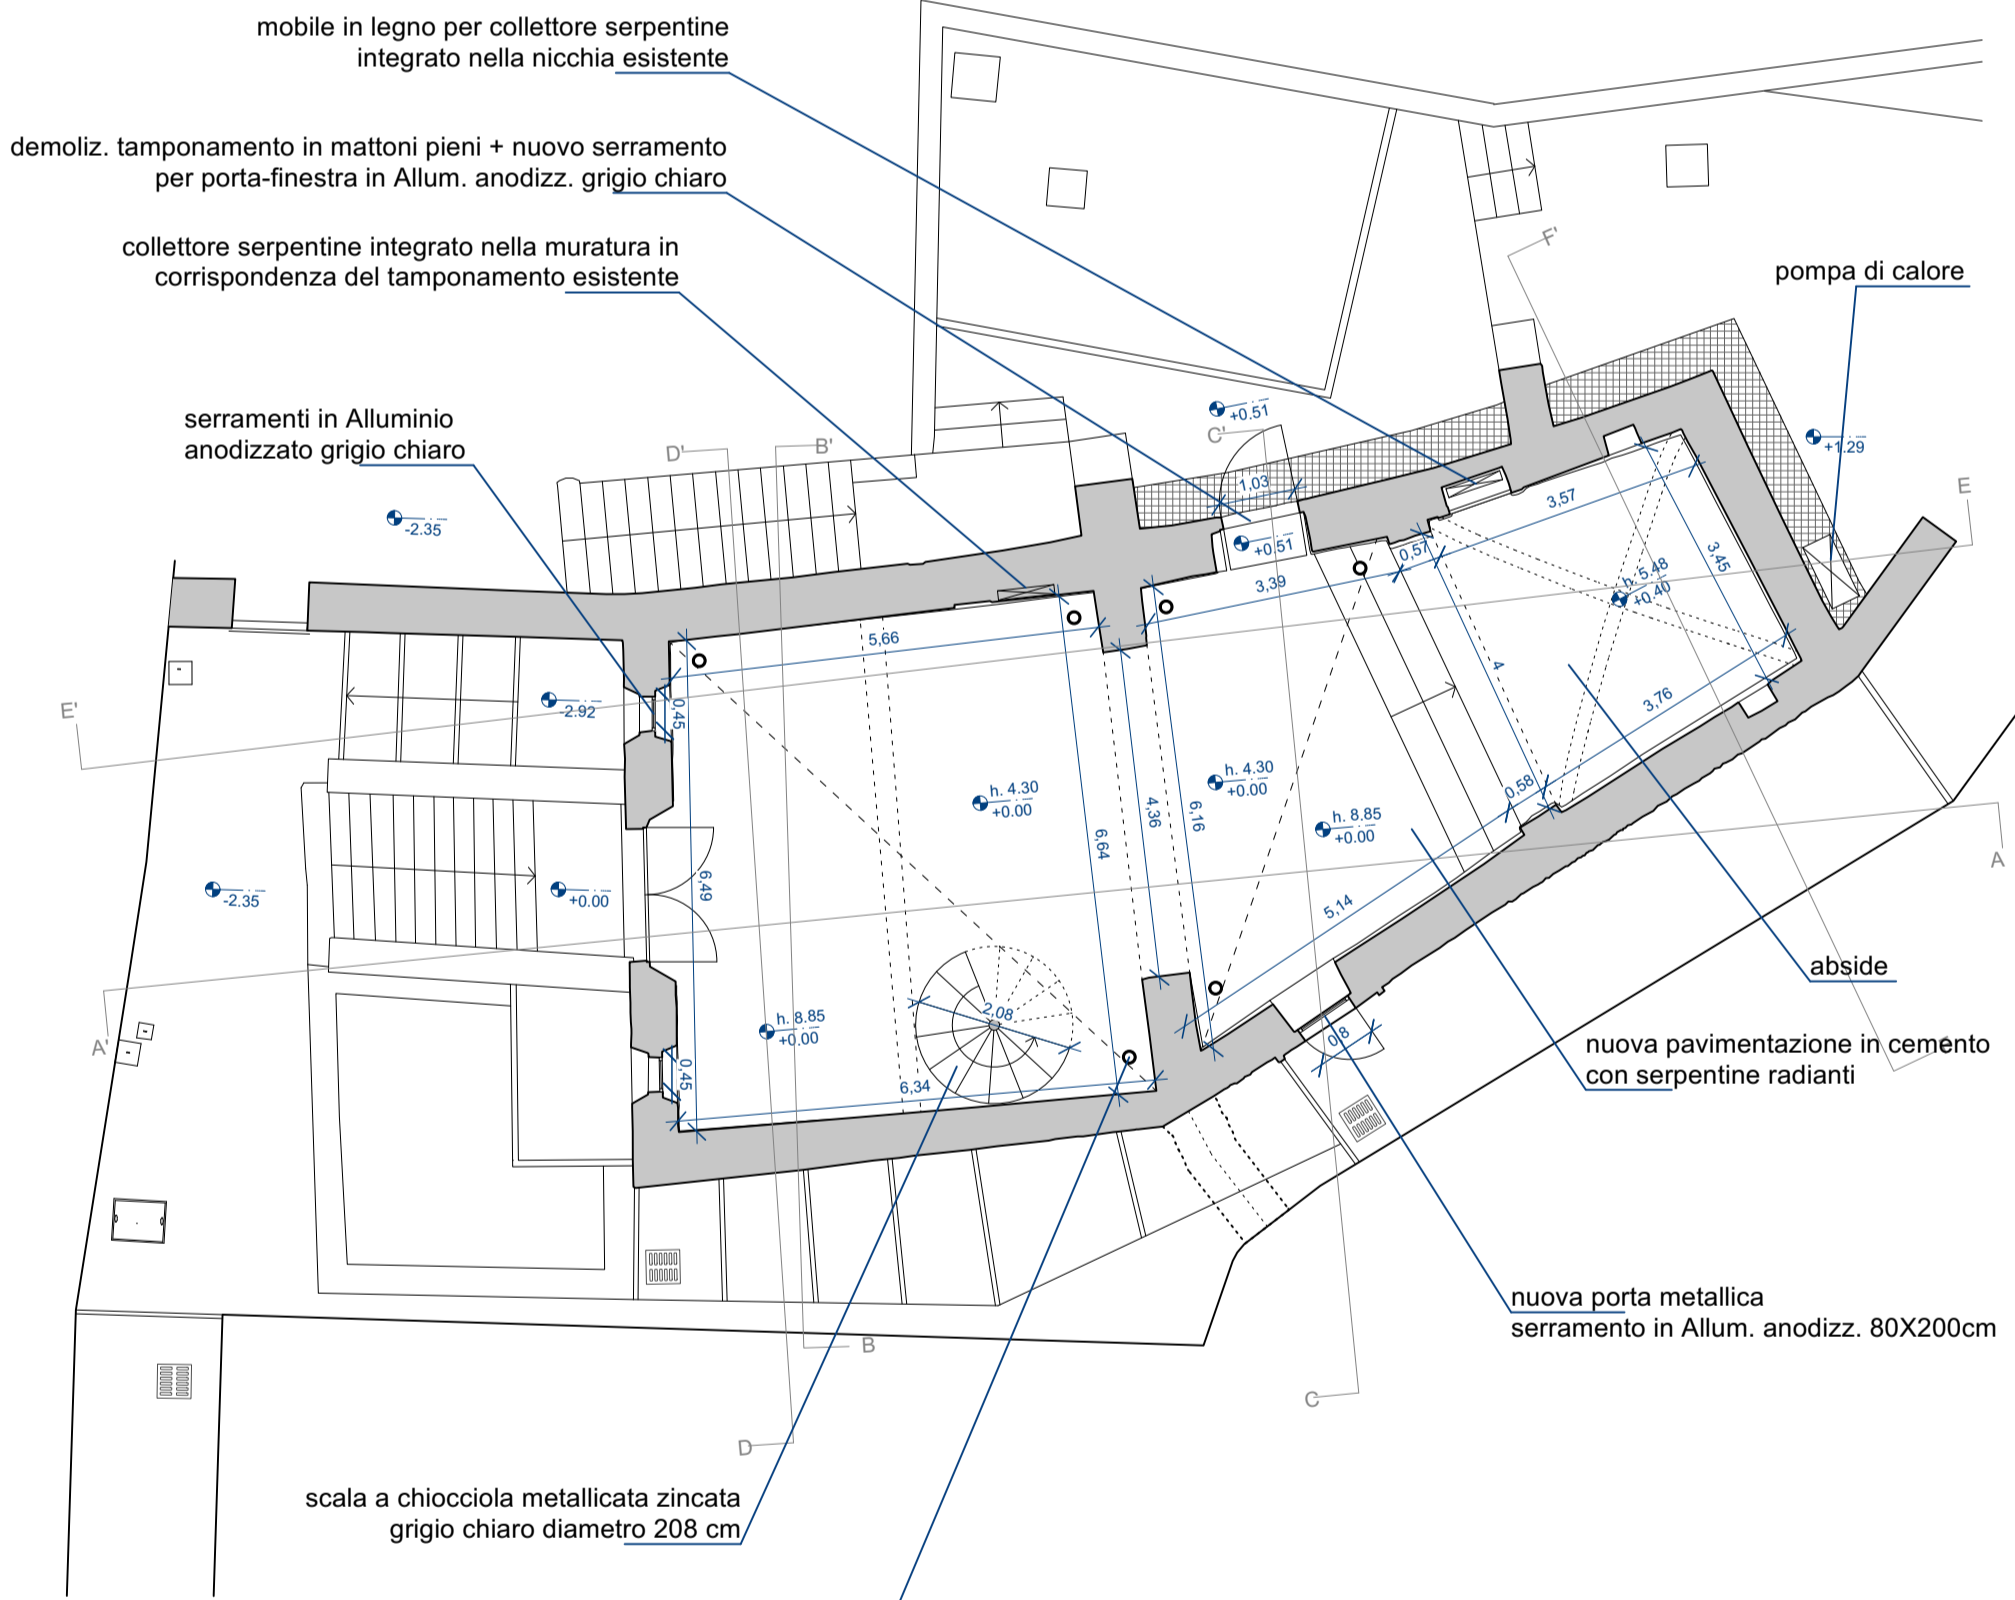 mobile in legno per collettore serpentine
integrato nella nicchia esistente
demoliz. tamponamento in mattoni pieni + nuovo serramento
per porta-finestra in Allum. anodizz. grigio chiaro
collettore serpentine integrato nella muratura in
corrispondenza del tamponamento esistente
F'
pompa di calore
serramenti in Alluminio
anodizzato grigio chiaro
+0.51
C'
D'
B'
+1.29
E
1,03
3,57
-2.35
+0.51
0,57
3,45
h. 5.48
+0.40
3,39
5,66
4
E'
-2.92
0,45
3,76
h. 4.30
+0.00
h. 4.30
+0.00
0,58
4,36
6,16
h. 8.85
+0.00
6,64
A
-2.35
+0.00
6,49
5,14
abside
2,08
h. 8.85
+0.00
A'
0,8
nuova pavimentazione in cemento
con serpentine radianti
0,45
6,34
nuova porta metallica
serramento in Allum. anodizz. 80X200cm
B
C
D
scala a chiocciola metallicata zincata
grigio chiaro diametro 208 cm